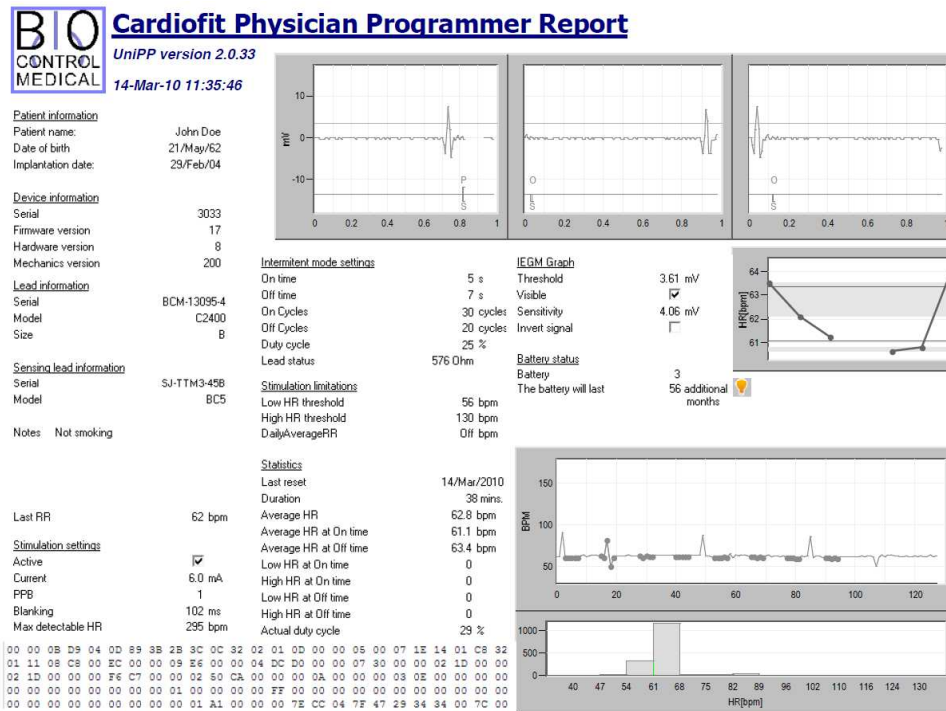 BIO
CONTROL
MEDICAL
Cardiofit Physician Programmer Report
UniPP version 2.0.33
14-Mar-10 11:35:46
Patient information
Patient name: John Doe
Date of birth 21/May/62
Implantation date: 29/Feb/04
Device information
Serial 3033
Firmware version 17
Hardware version 8
Mechanics version 200
Lead information
Serial BCM-13095-4
Model C2400
Size B
Sensing lead information
Serial SJ-TTM3-45B
Model BC5
Notes Not smoking
Last RR 62 bpm
Stimulation settings
Active
Current 6.0 mA
PPB 1
Blanking 102 ms
Max detectable HR 295 bpm
mV
10
0
-10
P
S
0 0.2 0.4 0.6 0.8 1
O
S
0 0.2 0.4 0.6 0.8 1
O
S
0 0.2 0.4 0.6 0.8 1
Intermitent mode settings
On time 5 s
Off time 7 s
On Cycles 30 cycles
Off Cycles 20 cycles
Duty cycle 25 %
Lead status 576 Ohm
Stimulation limitations
Low HR threshold 56 bpm
High HR threshold 130 bpm
DailyAverageRR Off bpm
Statistics
Last reset 14/Mar/2010
Duration 38 mins.
Average HR 62.8 bpm
Average HR at On time 61.1 bpm
Average HR at Off time 63.4 bpm
Low HR at On time 0
High HR at On time 0
Low HR at Off time 0
High HR at Off time 0
Actual duty cycle 29 %
IEGM Graph
Threshold 3.61 mV
Visible
Sensitivity 4.06 mV
Invert signal
Battery status
Battery 3
The battery will last 56 additional
months
HR[bpm]
64
63
62
61
BPM
150
100
50
0 20 40 60 80 100 120
1000
500
0
40 47 54 61 68 75 82 89 96 102 109 116 123 130
HR[bpm]
00 00 0B D9 04 0D 89 3B 2B 3C 0C 32 02 01 0D 00 00 05 00 07 1E 14 01 C8 32
01 11 08 C8 00 EC 00 00 09 E6 00 00 04 DC D0 00 00 07 30 00 00 02 1D 00 00
02 1D 00 00 00 F6 C7 00 00 02 50 CA 00 00 00 0A 00 00 00 03 0E 00 00 00 00
00 00 00 00 00 00 00 00 01 00 00 00 00 FF 00 00 00 00 00 00 00 00 00 00 00
00 00 00 00 00 00 00 00 00 01 A1 00 00 00 7E CC 04 7F 47 29 34 34 00 7C 00